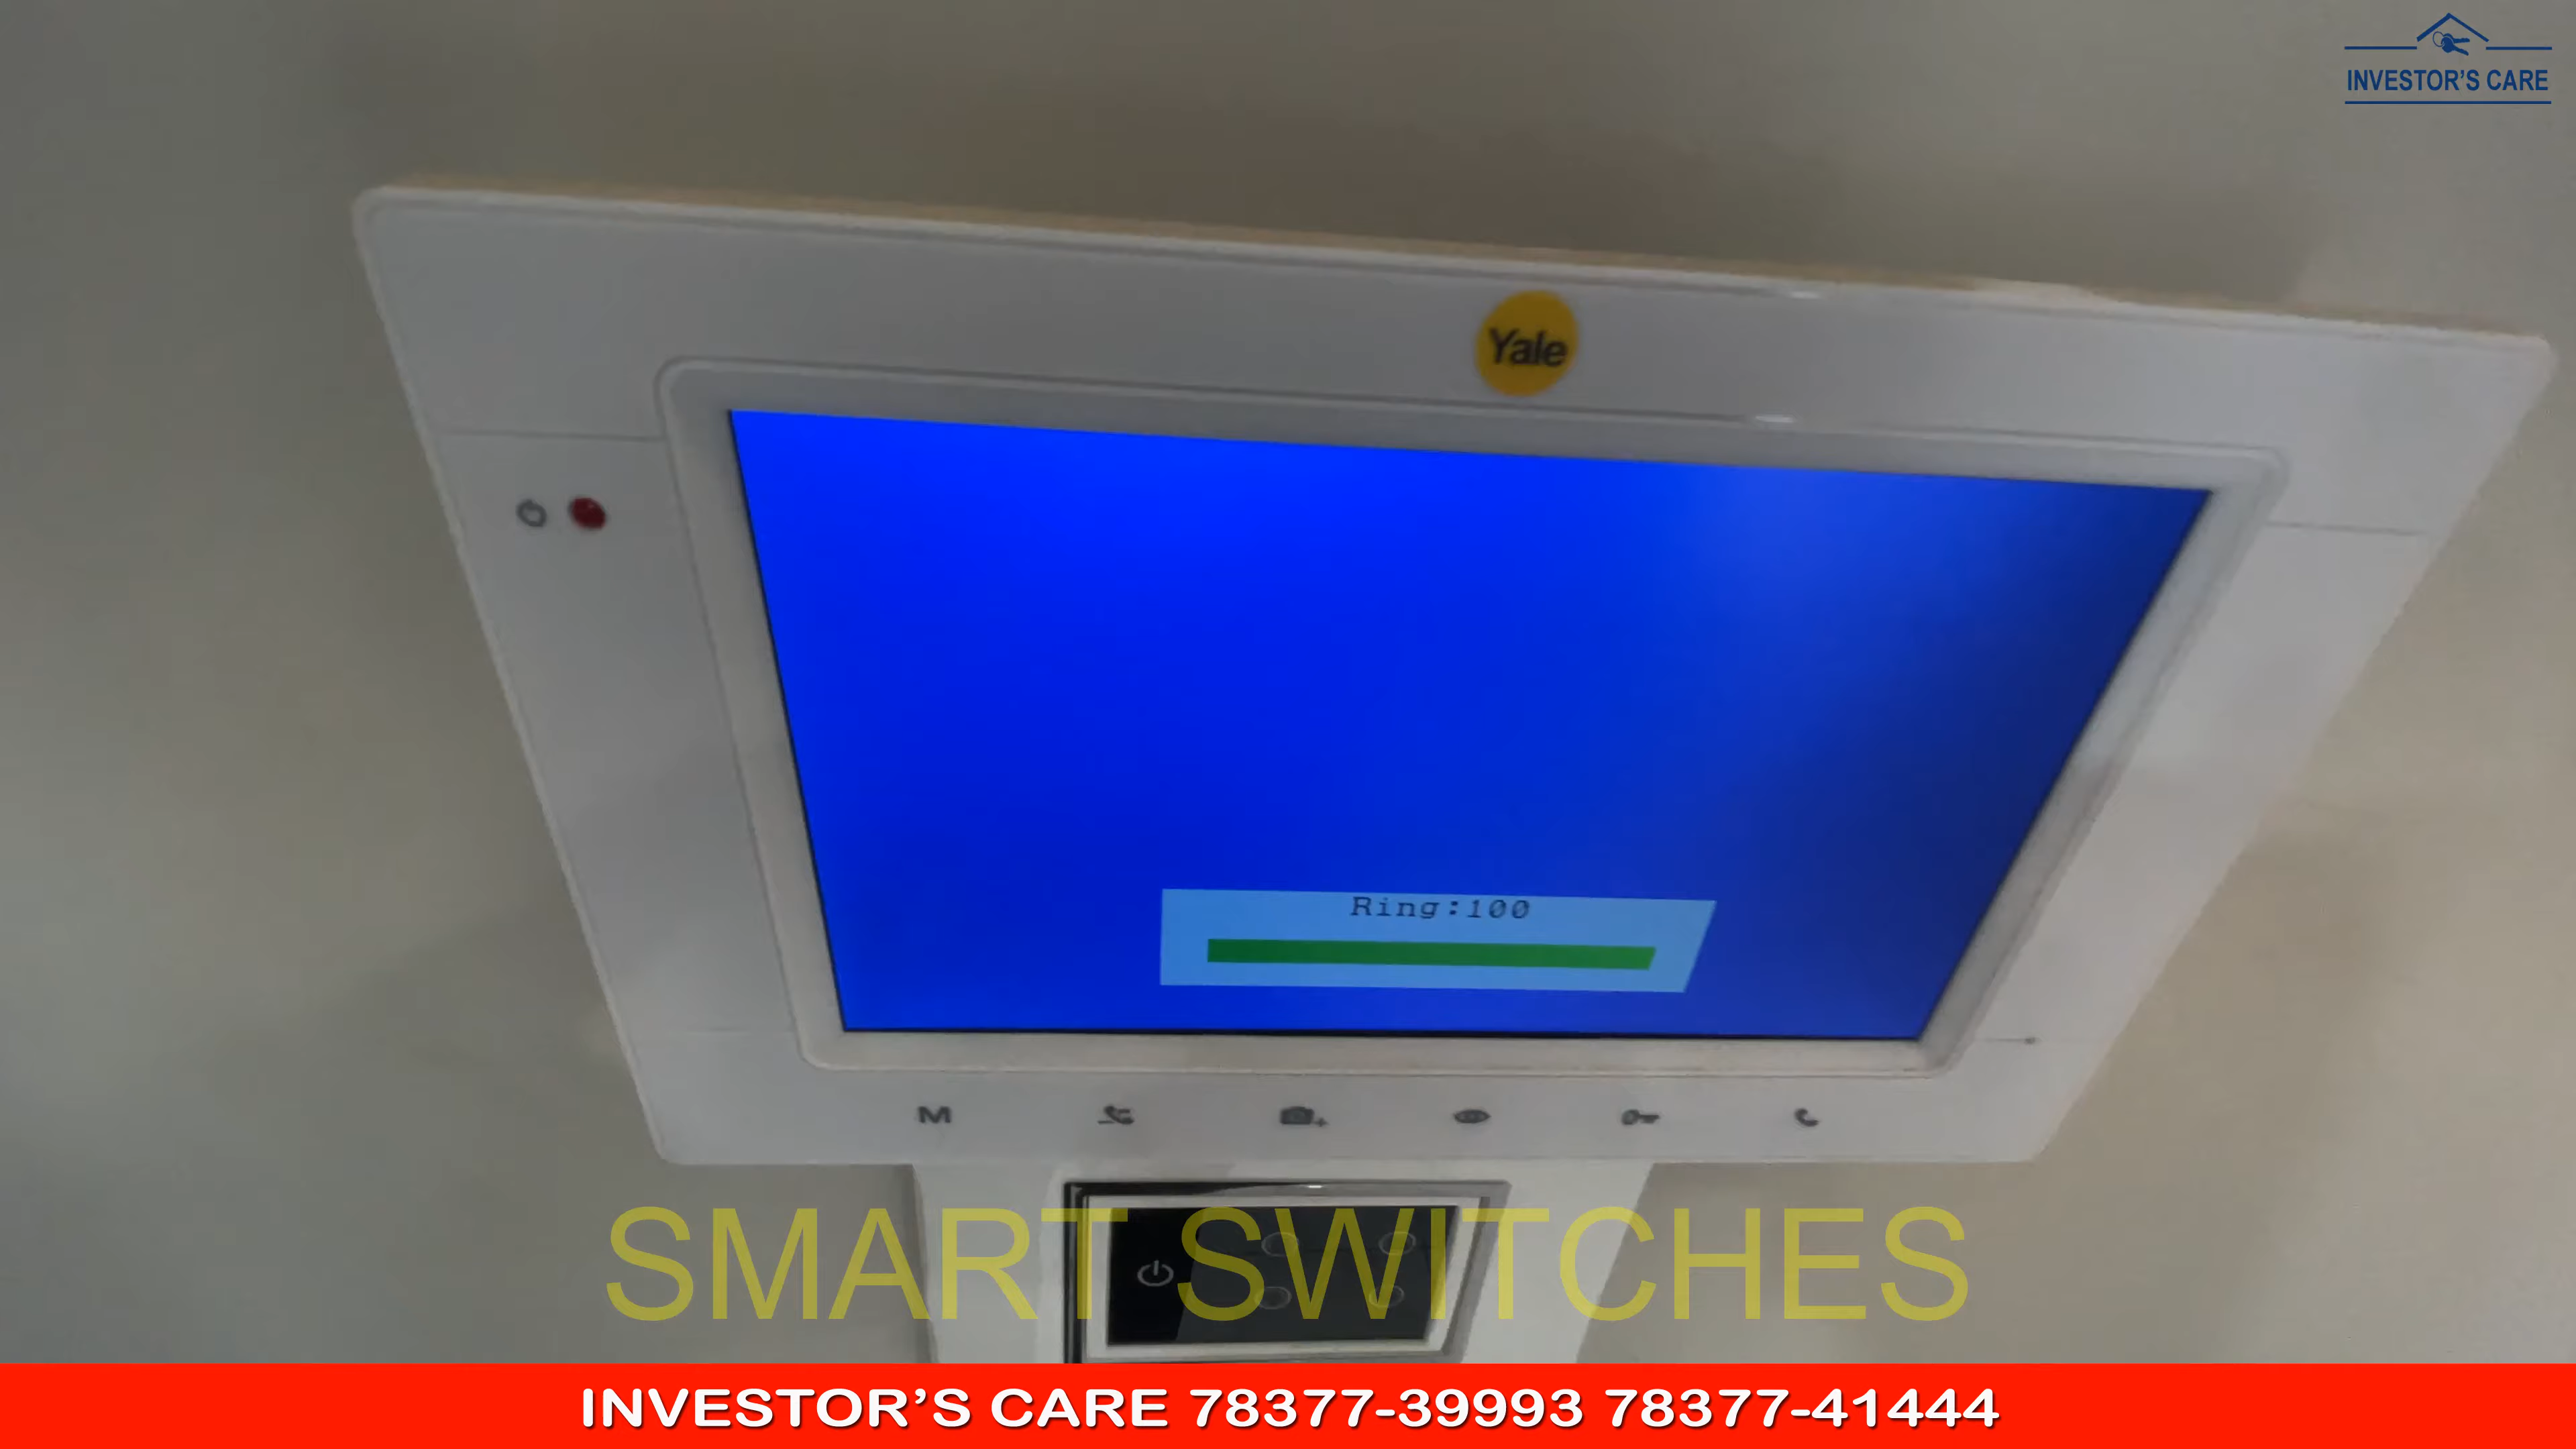 INVESTOR'S CARE
Yale
Ring:100
M
SMART SWITCHES
INVESTOR'S CARE 78377-39993 78377-41444